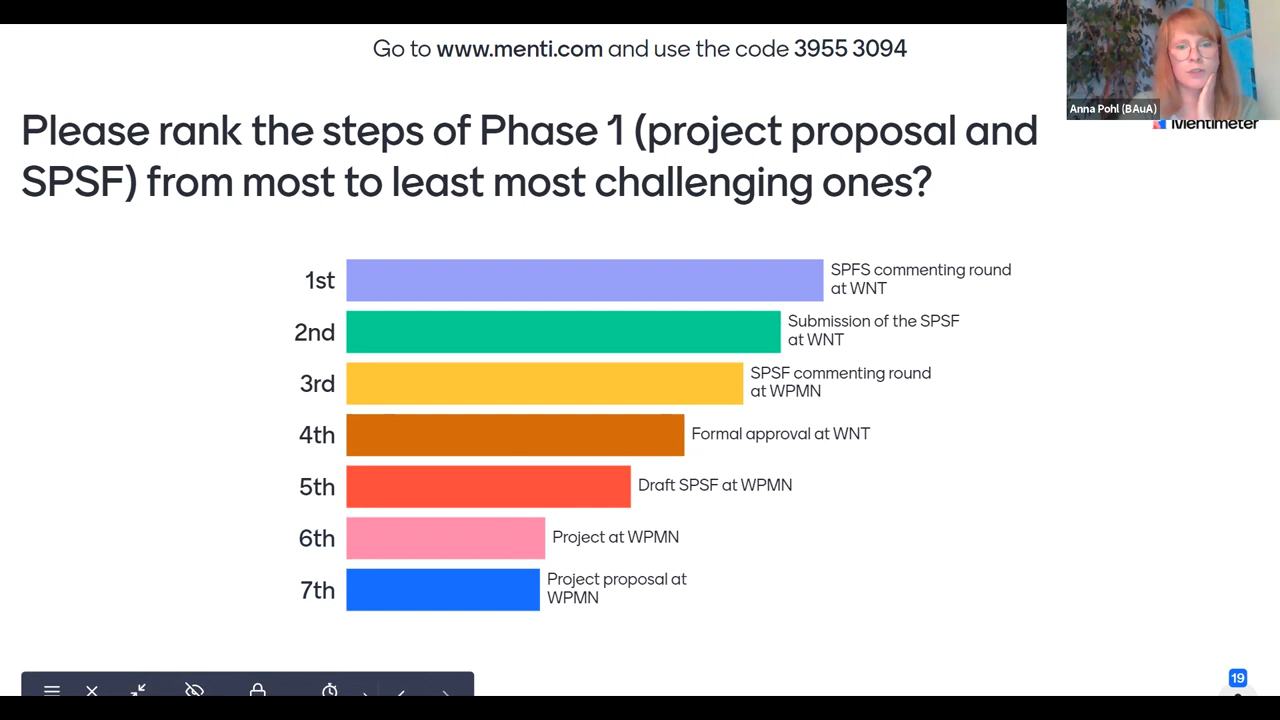 Go to www.menti.com and use the code 3955 3094
Anna Pohl (BAuA)
Mentimeter
Please rank the steps of Phase 1 (project proposal and
SPSF) from most to least most challenging ones?
1st
SPFS commenting round
at WNT
2nd
Submission of the SPSF
at WNT
3rd
SPSF commenting round
at WPMN
4th
Formal approval at WNT
5th
Draft SPSF at WPMN
6th
Project at WPMN
7th
Project proposal at
WPMN
19